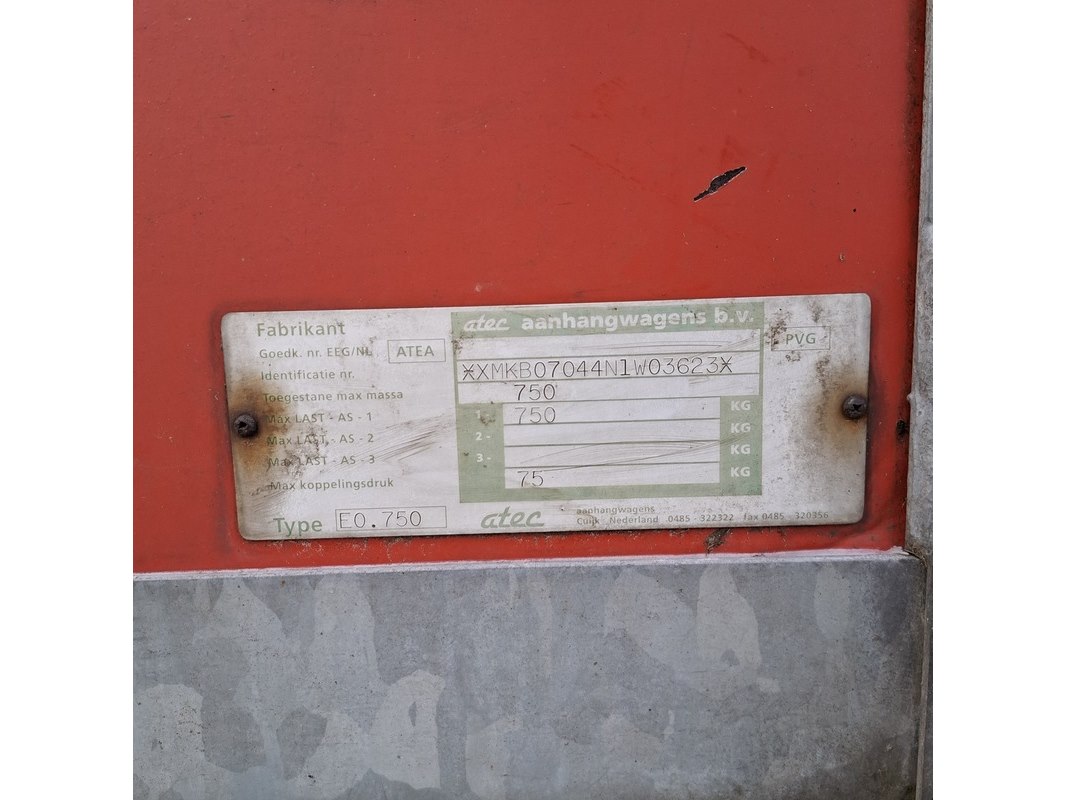 Fabrikant atec aanhangwagens b.v.
Goedk. nr. EEG/NL ATEA PVG
Identificatie nr. *XMKB07044N1W03623*
Toegestane max massa 750
Max LAST - AS - 1 1 - 750 KG
Max LAST - AS - 2 2 - KG
Max LAST - AS - 3 3 - KG
Max koppelingsdruk 75 KG
Type E0.750 atec aanhangwagens
Cuijk - Nederland 0485 - 322322 fax 0485 - 320356